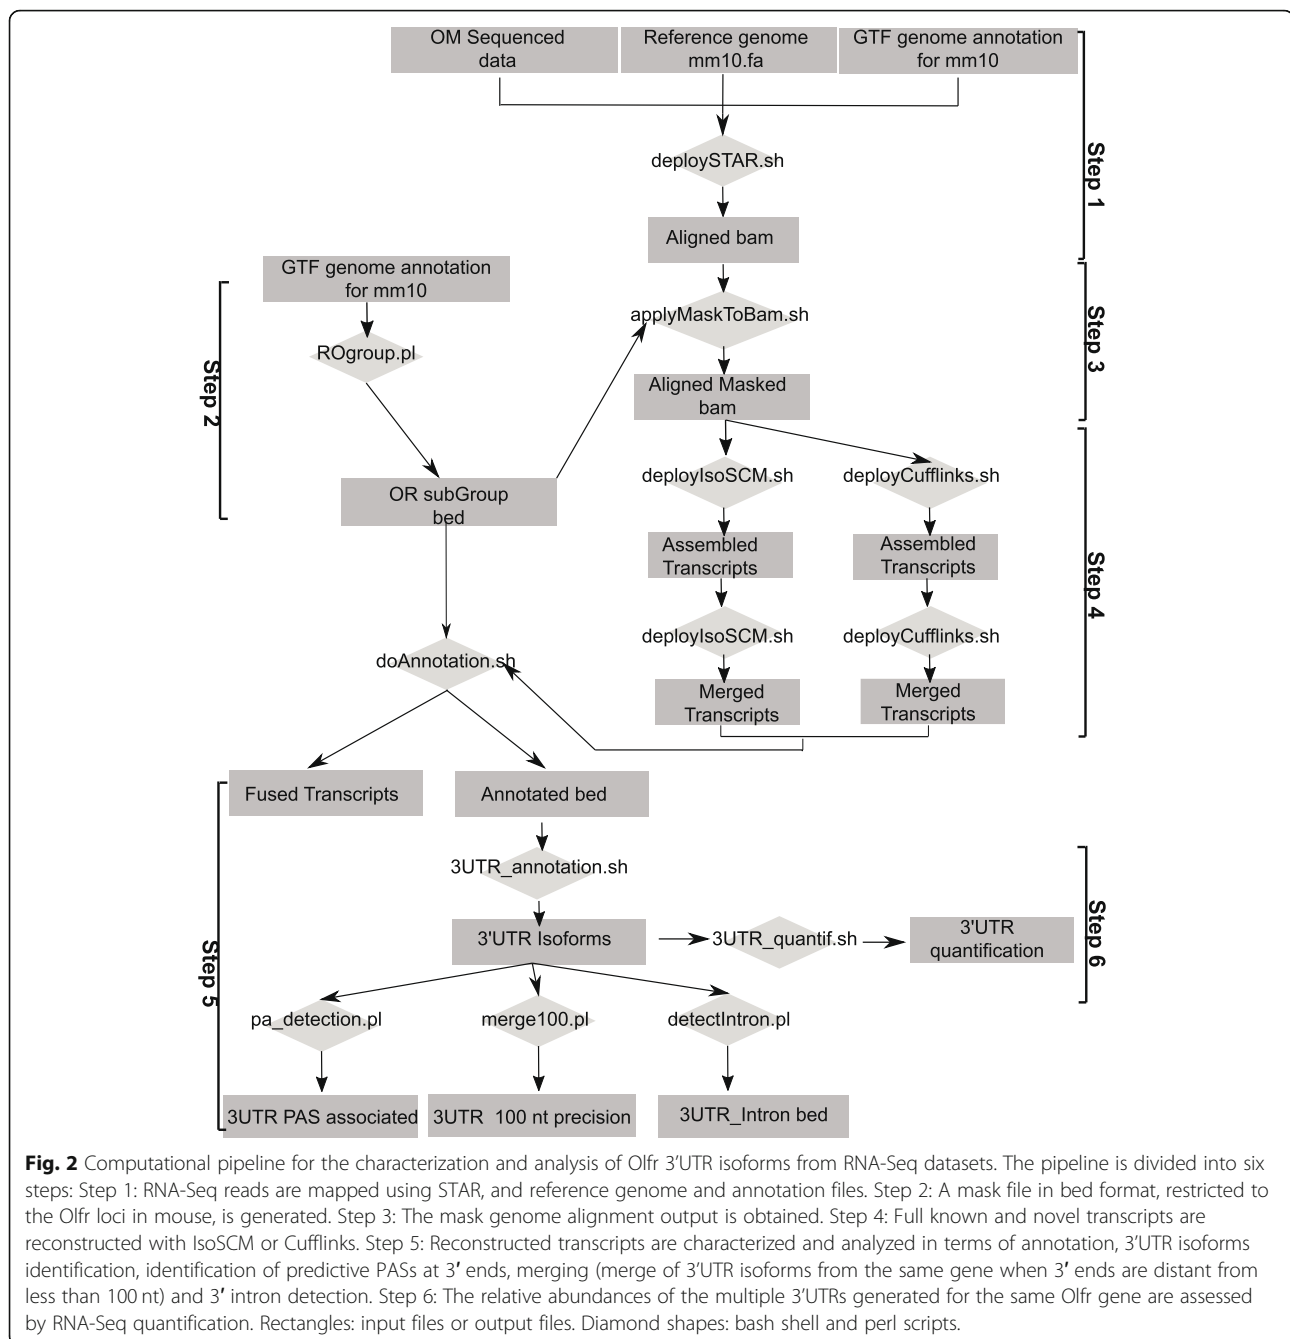 OM Sequenced
data
Reference genome
mm10.fa
GTF genome annotation
for mm10
deploySTAR.sh
Step 1
Aligned bam
GTF genome annotation
for mm10
applyMaskToBam.sh
Step 3
ROgroup.pl
Step 2
Aligned Masked
bam
OR subGroup
bed
deployIsoSCM.sh
deployCufflinks.sh
Assembled
Transcripts
Assembled
Transcripts
Step 4
deployIsoSCM.sh
deployCufflinks.sh
doAnnotation.sh
Merged
Transcripts
Merged
Transcripts
Fused Transcripts
Annotated bed
3UTR_annotation.sh
Step 5
3'UTR Isoforms
3UTR_quantif.sh
3'UTR
quantification
Step 6
pa_detection.pl
merge100.pl
detectIntron.pl
3UTR PAS associated
3UTR 100 nt precision
3UTR_Intron bed
Fig. 2 Computational pipeline for the characterization and analysis of Olfr 3’UTR isoforms from RNA-Seq datasets. The pipeline is divided into six
steps: Step 1: RNA-Seq reads are mapped using STAR, and reference genome and annotation files. Step 2: A mask file in bed format, restricted to
the Olfr loci in mouse, is generated. Step 3: The mask genome alignment output is obtained. Step 4: Full known and novel transcripts are
reconstructed with IsoSCM or Cufflinks. Step 5: Reconstructed transcripts are characterized and analyzed in terms of annotation, 3’UTR isoforms
identification, identification of predictive PASs at 3′ ends, merging (merge of 3’UTR isoforms from the same gene when 3′ ends are distant from
less than 100 nt) and 3′ intron detection. Step 6: The relative abundances of the multiple 3’UTRs generated for the same Olfr gene are assessed
by RNA-Seq quantification. Rectangles: input files or output files. Diamond shapes: bash shell and perl scripts.